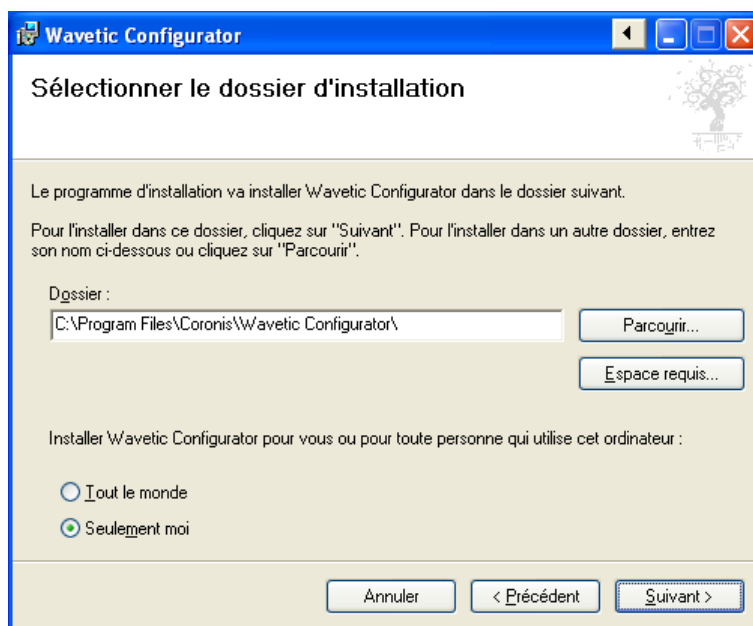 Wavetic Configurator
Sélectionner le dossier d'installation
Le programme d'installation va installer Wavetic Configurator dans le dossier suivant.
Pour l'installer dans ce dossier, cliquez sur "Suivant". Pour l'installer dans un autre dossier, entrez
son nom ci-dessous ou cliquez sur "Parcourir".
Dossier :
C:\Program Files\Coronis\Wavetic Configurator\
Parcourir...
Espace requis...
Installer Wavetic Configurator pour vous ou pour toute personne qui utilise cet ordinateur :
Tout le monde
Seulement moi
Annuler
< Précédent
Suivant >